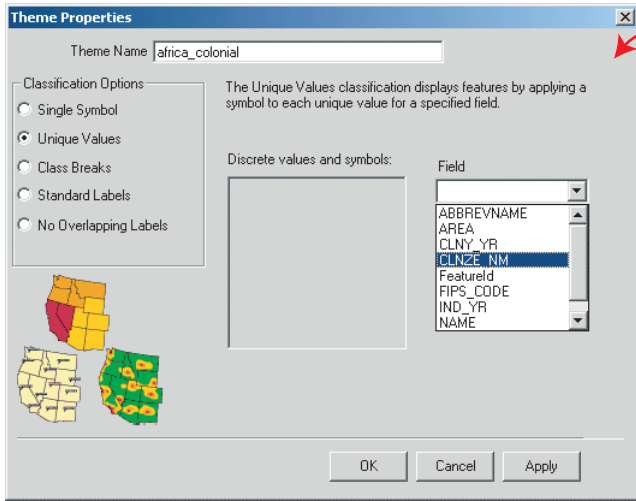 Theme Properties
Theme Name africa_colonial
Classification Options
Single Symbol
Unique Values
Class Breaks
Standard Labels
No Overlapping Labels
The Unique Values classification displays features by applying a
symbol to each unique value for a specified field.
Discrete values and symbols:
Field
ABBREVNAME
AREA
CLNY_YR
CLNZE_NM
FeatureId
FIPS_CODE
IND_YR
NAME
OK
Cancel
Apply